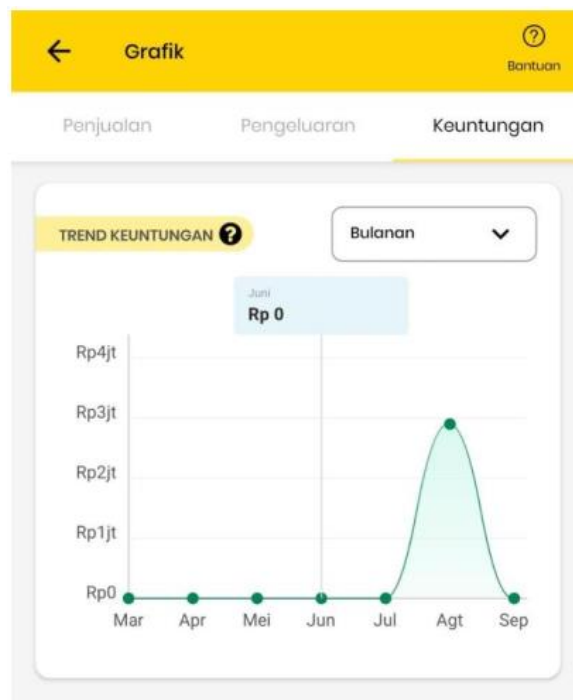 Grafik
?
Bantuan
Penjualan Pengeluaran Keuntungan
TREND KEUNTUNGAN ?
Bulanan
Juni
Rp 0
Rp4jt
Rp3jt
Rp2jt
Rp1jt
Rp0
Mar Apr Mei Jun Jul Agt Sep